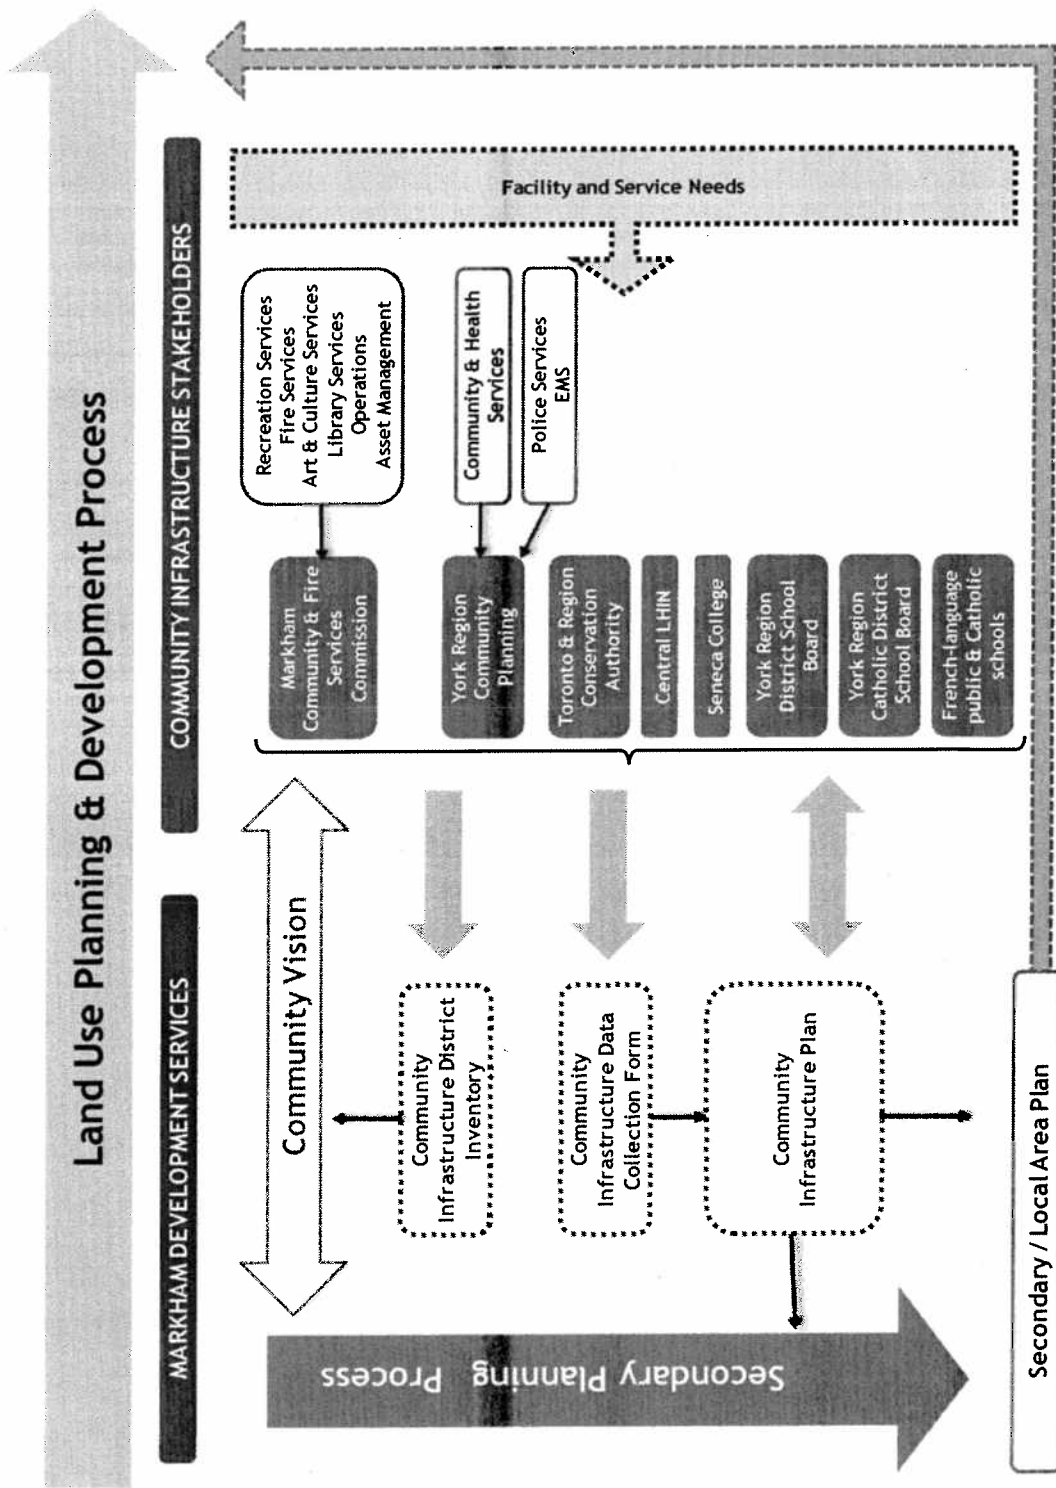 Land Use Planning & Development Process
MARKHAM DEVELOPMENT SERVICES
COMMUNITY INFRASTRUCTURE STAKEHOLDERS
Secondary Planning Process
Community Vision
Community
Infrastructure District
Inventory
Community
Infrastructure Data
Collection Form
Community
Infrastructure Plan
Markham
Community & Fire
Services
Commission
York Region
Community
Planning
Toronto & Region
Conservation
Authority
Central LHIN
Seneca College
York Region
District School
Board
York Region
Catholic District
School Board
French-language
public & Catholic
schools
Recreation Services
Fire Services
Art & Culture Services
Library Services
Operations
Asset Management
Community & Health
Services
Police Services
EMS
Facility and Service Needs
Secondary / Local Area Plan